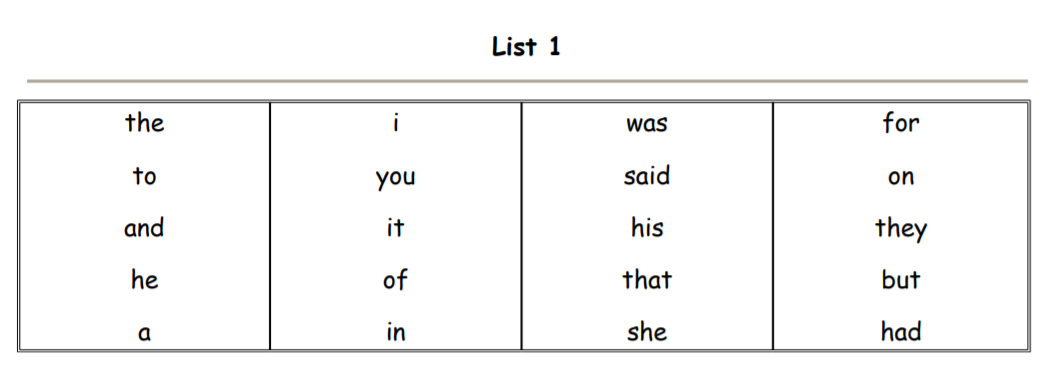 List 1
the i was for
to you said on
and it his they
he of that but
a in she had